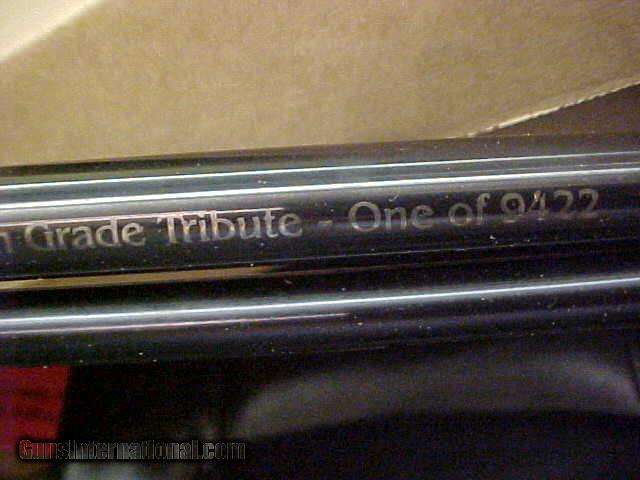 n Grade Tribute - One of 9422
GunsInternational.com